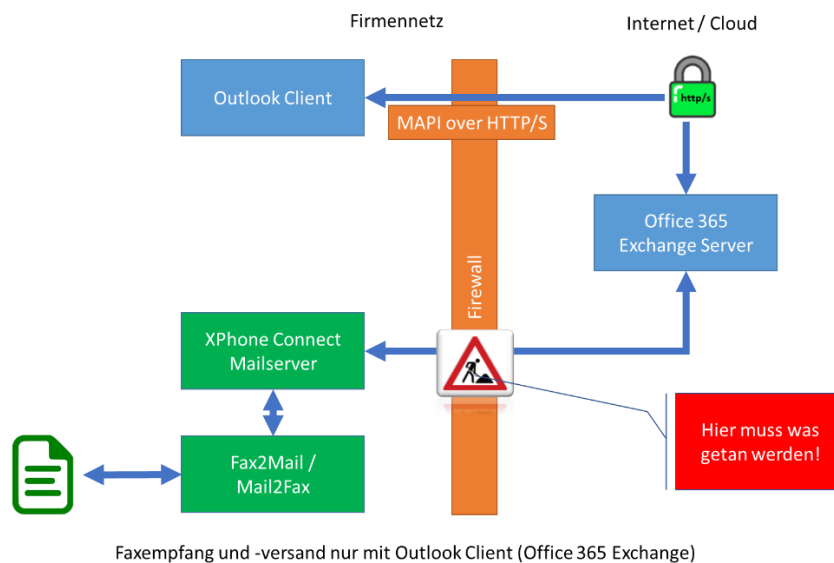 Firmennetz
Internet / Cloud
Outlook Client
http/s
MAPI over HTTP/S
Office 365
Exchange Server
Firewall
XPhone Connect
Mailserver
Hier muss was
getan werden!
Fax2Mail /
Mail2Fax
Faxempfang und -versand nur mit Outlook Client (Office 365 Exchange)